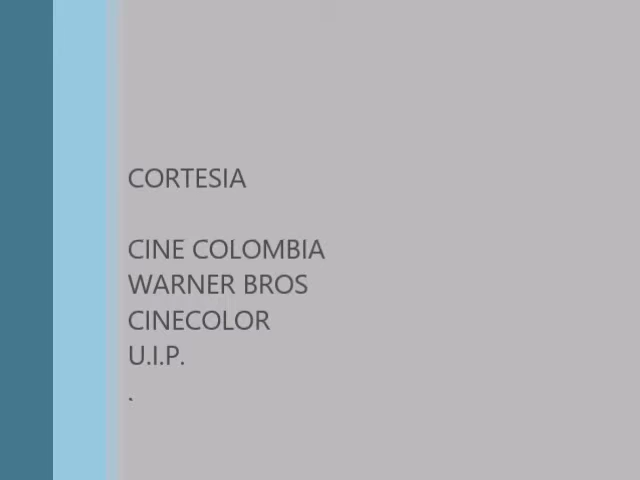 CORTESIA
CINE COLOMBIA
WARNER BROS
CINECOLOR
U.I.P.
.